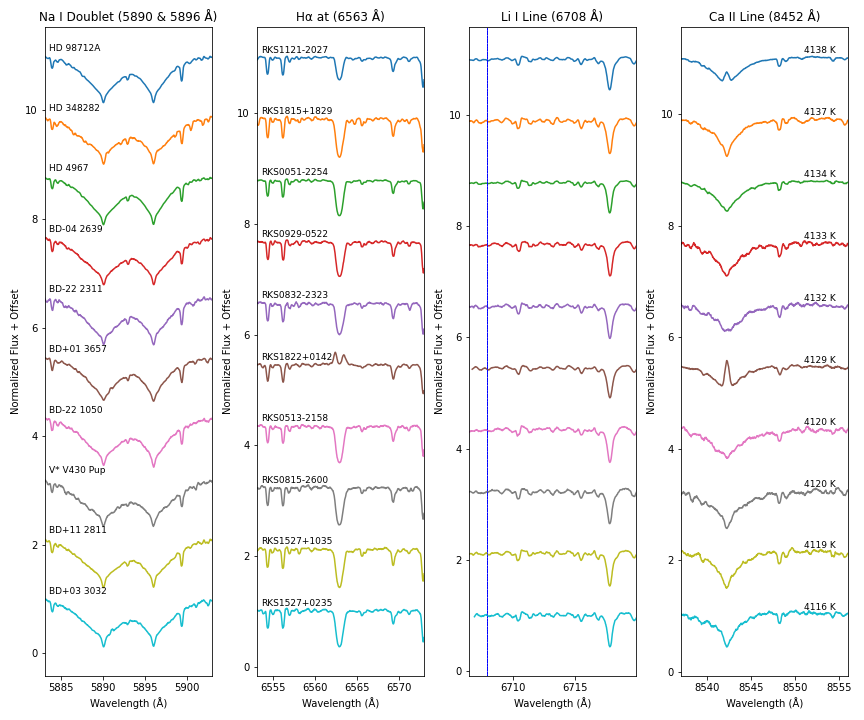 Na I Doublet (5890 & 5896 Å)
Hα at (6563 Å)
Li I Line (6708 Å)
Ca II Line (8452 Å)
HD 98712A
HD 348282
HD 4967
BD-04 2639
BD-22 2311
BD+01 3657
BD-22 1050
V* V430 Pup
BD+11 2811
BD+03 3032
10
8
6
4
2
0
5885
5890
5895
5900
Normalized Flux + Offset
Wavelength (Å)
RKS1121-2027
RKS1815+1829
RKS0051-2254
RKS0929-0522
RKS0832-2323
RKS1822+0142
RKS0513-2158
RKS0815-2600
RKS1527+1035
RKS1527+0235
10
8
6
4
2
0
6555
6560
6565
6570
Normalized Flux + Offset
Wavelength (Å)
10
8
6
4
2
0
6710
6715
Normalized Flux + Offset
Wavelength (Å)
4138 K
4137 K
4134 K
4133 K
4132 K
4129 K
4120 K
4120 K
4119 K
4116 K
10
8
6
4
2
0
8540
8545
8550
8555
Normalized Flux + Offset
Wavelength (Å)